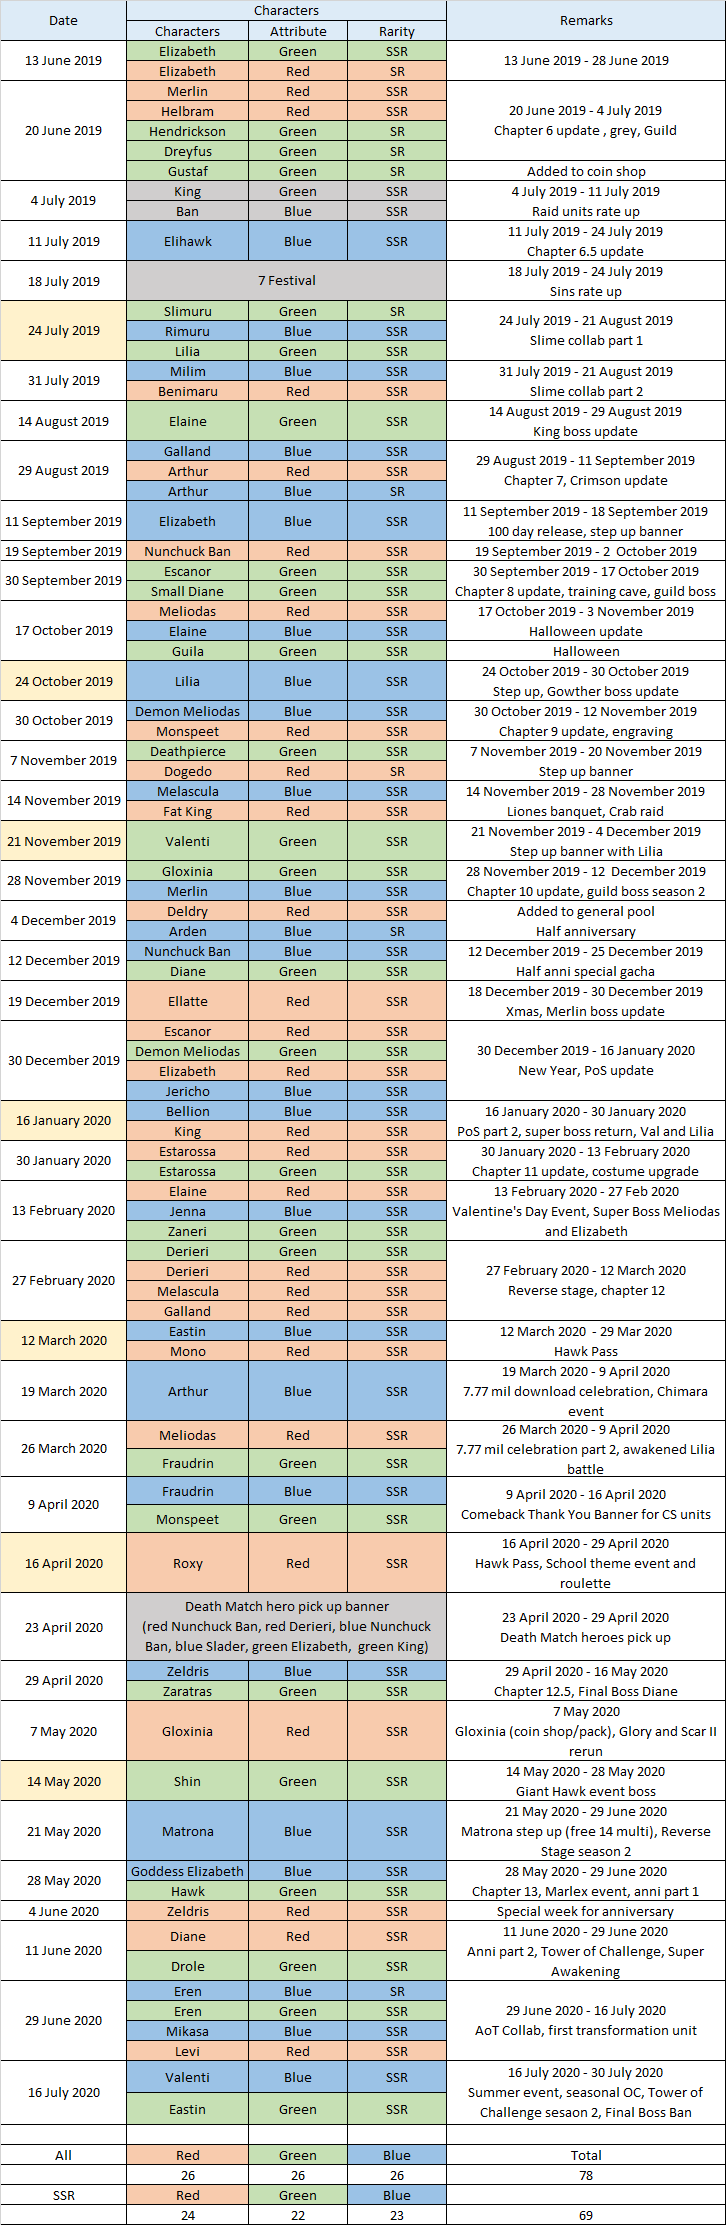 Date Characters Remarks
Characters Attribute Rarity
13 June 2019 Elizabeth Green SSR 13 June 2019 - 28 June 2019
Elizabeth Red SR
20 June 2019 Merlin Red SSR 20 June 2019 - 4 July 2019
Helbram Red SSR Chapter 6 update , grey, Guild
Hendrickson Green SR
Dreyfus Green SR
Gustaf Green SR Added to coin shop
4 July 2019 King Green SSR 4 July 2019 - 11 July 2019
Ban Blue SSR Raid units rate up
11 July 2019 Elihawk Blue SSR 11 July 2019 - 24 July 2019
Chapter 6.5 update
18 July 2019 7 Festival 18 July 2019 - 24 July 2019
Sins rate up
24 July 2019 Slimuru Green SR 24 July 2019 - 21 August 2019
Rimuru Blue SSR Slime collab part 1
Lilia Green SSR
31 July 2019 Milim Blue SSR 31 July 2019 - 21 August 2019
Benimaru Red SSR Slime collab part 2
14 August 2019 Elaine Green SSR 14 August 2019 - 29 August 2019
King boss update
29 August 2019 Galland Blue SSR 29 August 2019 - 11 September 2019
Arthur Red SSR Chapter 7, Crimson update
Arthur Blue SR
11 September 2019 Elizabeth Blue SSR 11 September 2019 - 18 September 2019
100 day release, step up banner
19 September 2019 Nunchuck Ban Red SSR 19 September 2019 - 2  October 2019
30 September 2019 Escanor Green SSR 30 September 2019 - 17 October 2019
Small Diane Green SSR Chapter 8 update, training cave, guild boss
17 October 2019 Meliodas Red SSR 17 October 2019 - 3 November 2019
Elaine Blue SSR Halloween update
Guila Green SSR Halloween
24 October 2019 Lilia Blue SSR 24 October 2019 - 30 October 2019
Step up, Gowther boss update
30 October 2019 Demon Meliodas Blue SSR 30 October 2019 - 12 November 2019
Monspeet Red SSR Chapter 9 update, engraving
7 November 2019 Deathpierce Green SSR 7 November 2019 - 20 November 2019
Dogedo Red SR Step up banner
14 November 2019 Melascula Blue SSR 14 November 2019 - 28 November 2019
Fat King Red SSR Liones banquet, Crab raid
21 November 2019 Valenti Green SSR 21 November 2019 - 4 December 2019
Step up banner with Lilia
28 November 2019 Gloxinia Green SSR 28 November 2019 - 12  December 2019
Merlin Blue SSR Chapter 10 update, guild boss season 2
4 December 2019 Deldry Red SSR Added to general pool
Arden Blue SR Half anniversary
12 December 2019 Nunchuck Ban Blue SSR 12 December 2019 - 25 December 2019
Diane Green SSR Half anni special gacha
19 December 2019 Ellatte Red SSR 18 December 2019 - 30 December 2019
Xmas, Merlin boss update
30 December 2019 Escanor Red SSR 30 December 2019 - 16 January 2020
Demon Meliodas Green SSR New Year, PoS update
Elizabeth Red SSR
Jericho Blue SSR
16 January 2020 Bellion Blue SSR 16 January 2020 - 30 January 2020
King Red SSR PoS part 2, super boss return, Val and Lilia
30 January 2020 Estarossa Red SSR 30 January 2020 - 13 February 2020
Estarossa Green SSR Chapter 11 update, costume upgrade
13 February 2020 Elaine Red SSR 13 February 2020 - 27 Feb 2020
Jenna Blue SSR Valentine's Day Event, Super Boss Meliodas
Zaneri Green SSR and Elizabeth
27 February 2020 Derieri Green SSR 27 February 2020 - 12 March 2020
Derieri Red SSR Reverse stage, chapter 12
Melascula Red SSR
Galland Red SSR
12 March 2020 Eastin Blue SSR 12 March 2020  - 29 Mar 2020
Mono Red SSR Hawk Pass
19 March 2020 Arthur Blue SSR 19 March 2020 - 9 April 2020
7.77 mil download celebration, Chimara
event
26 March 2020 Meliodas Red SSR 26 March 2020 - 9 April 2020
Fraudrin Green SSR 7.77 mil celebration part 2, awakened Lilia
battle
9 April 2020 Fraudrin Blue SSR 9 April 2020 - 16 April 2020
Monspeet Green SSR Comeback Thank You Banner for CS units
16 April 2020 Roxy Red SSR 16 April 2020 - 29 April 2020
Hawk Pass, School theme event and
roulette
23 April 2020 Death Match hero pick up banner 23 April 2020 - 29 April 2020
(red Nunchuck Ban, red Derieri, blue Nunchuck Death Match heroes pick up
Ban, blue Slader, green Elizabeth,  green King)
29 April 2020 Zeldris Blue SSR 29 April 2020 - 16 May 2020
Zaratras Green SSR Chapter 12.5, Final Boss Diane
7 May 2020 Gloxinia Red SSR 7 May 2020
Gloxinia (coin shop/pack), Glory and Scar II
rerun
14 May 2020 Shin Green SSR 14 May 2020 - 28 May 2020
Giant Hawk event boss
21 May 2020 Matrona Blue SSR 21 May 2020 - 29 June 2020
Matrona step up (free 14 multi), Reverse
Stage season 2
28 May 2020 Goddess Elizabeth Blue SSR 28 May 2020 - 29 June 2020
Hawk Green SSR Chapter 13, Marlex event, anni part 1
4 June 2020 Zeldris Red SSR Special week for anniversary
11 June 2020 Diane Red SSR 11 June 2020 - 29 June 2020
Drole Green SSR Anni part 2, Tower of Challenge, Super
Awakening
29 June 2020 Eren Blue SR 29 June 2020 - 16 July 2020
Eren Green SSR AoT Collab, first transformation unit
Mikasa Blue SSR
Levi Red SSR
16 July 2020 Valenti Blue SSR 16 July 2020 - 30 July 2020
Eastin Green SSR Summer event, seasonal OC, Tower of
Challenge sesaon 2, Final Boss Ban
All Red Green Blue Total
26 26 26 78
SSR Red Green Blue
24 22 23 69